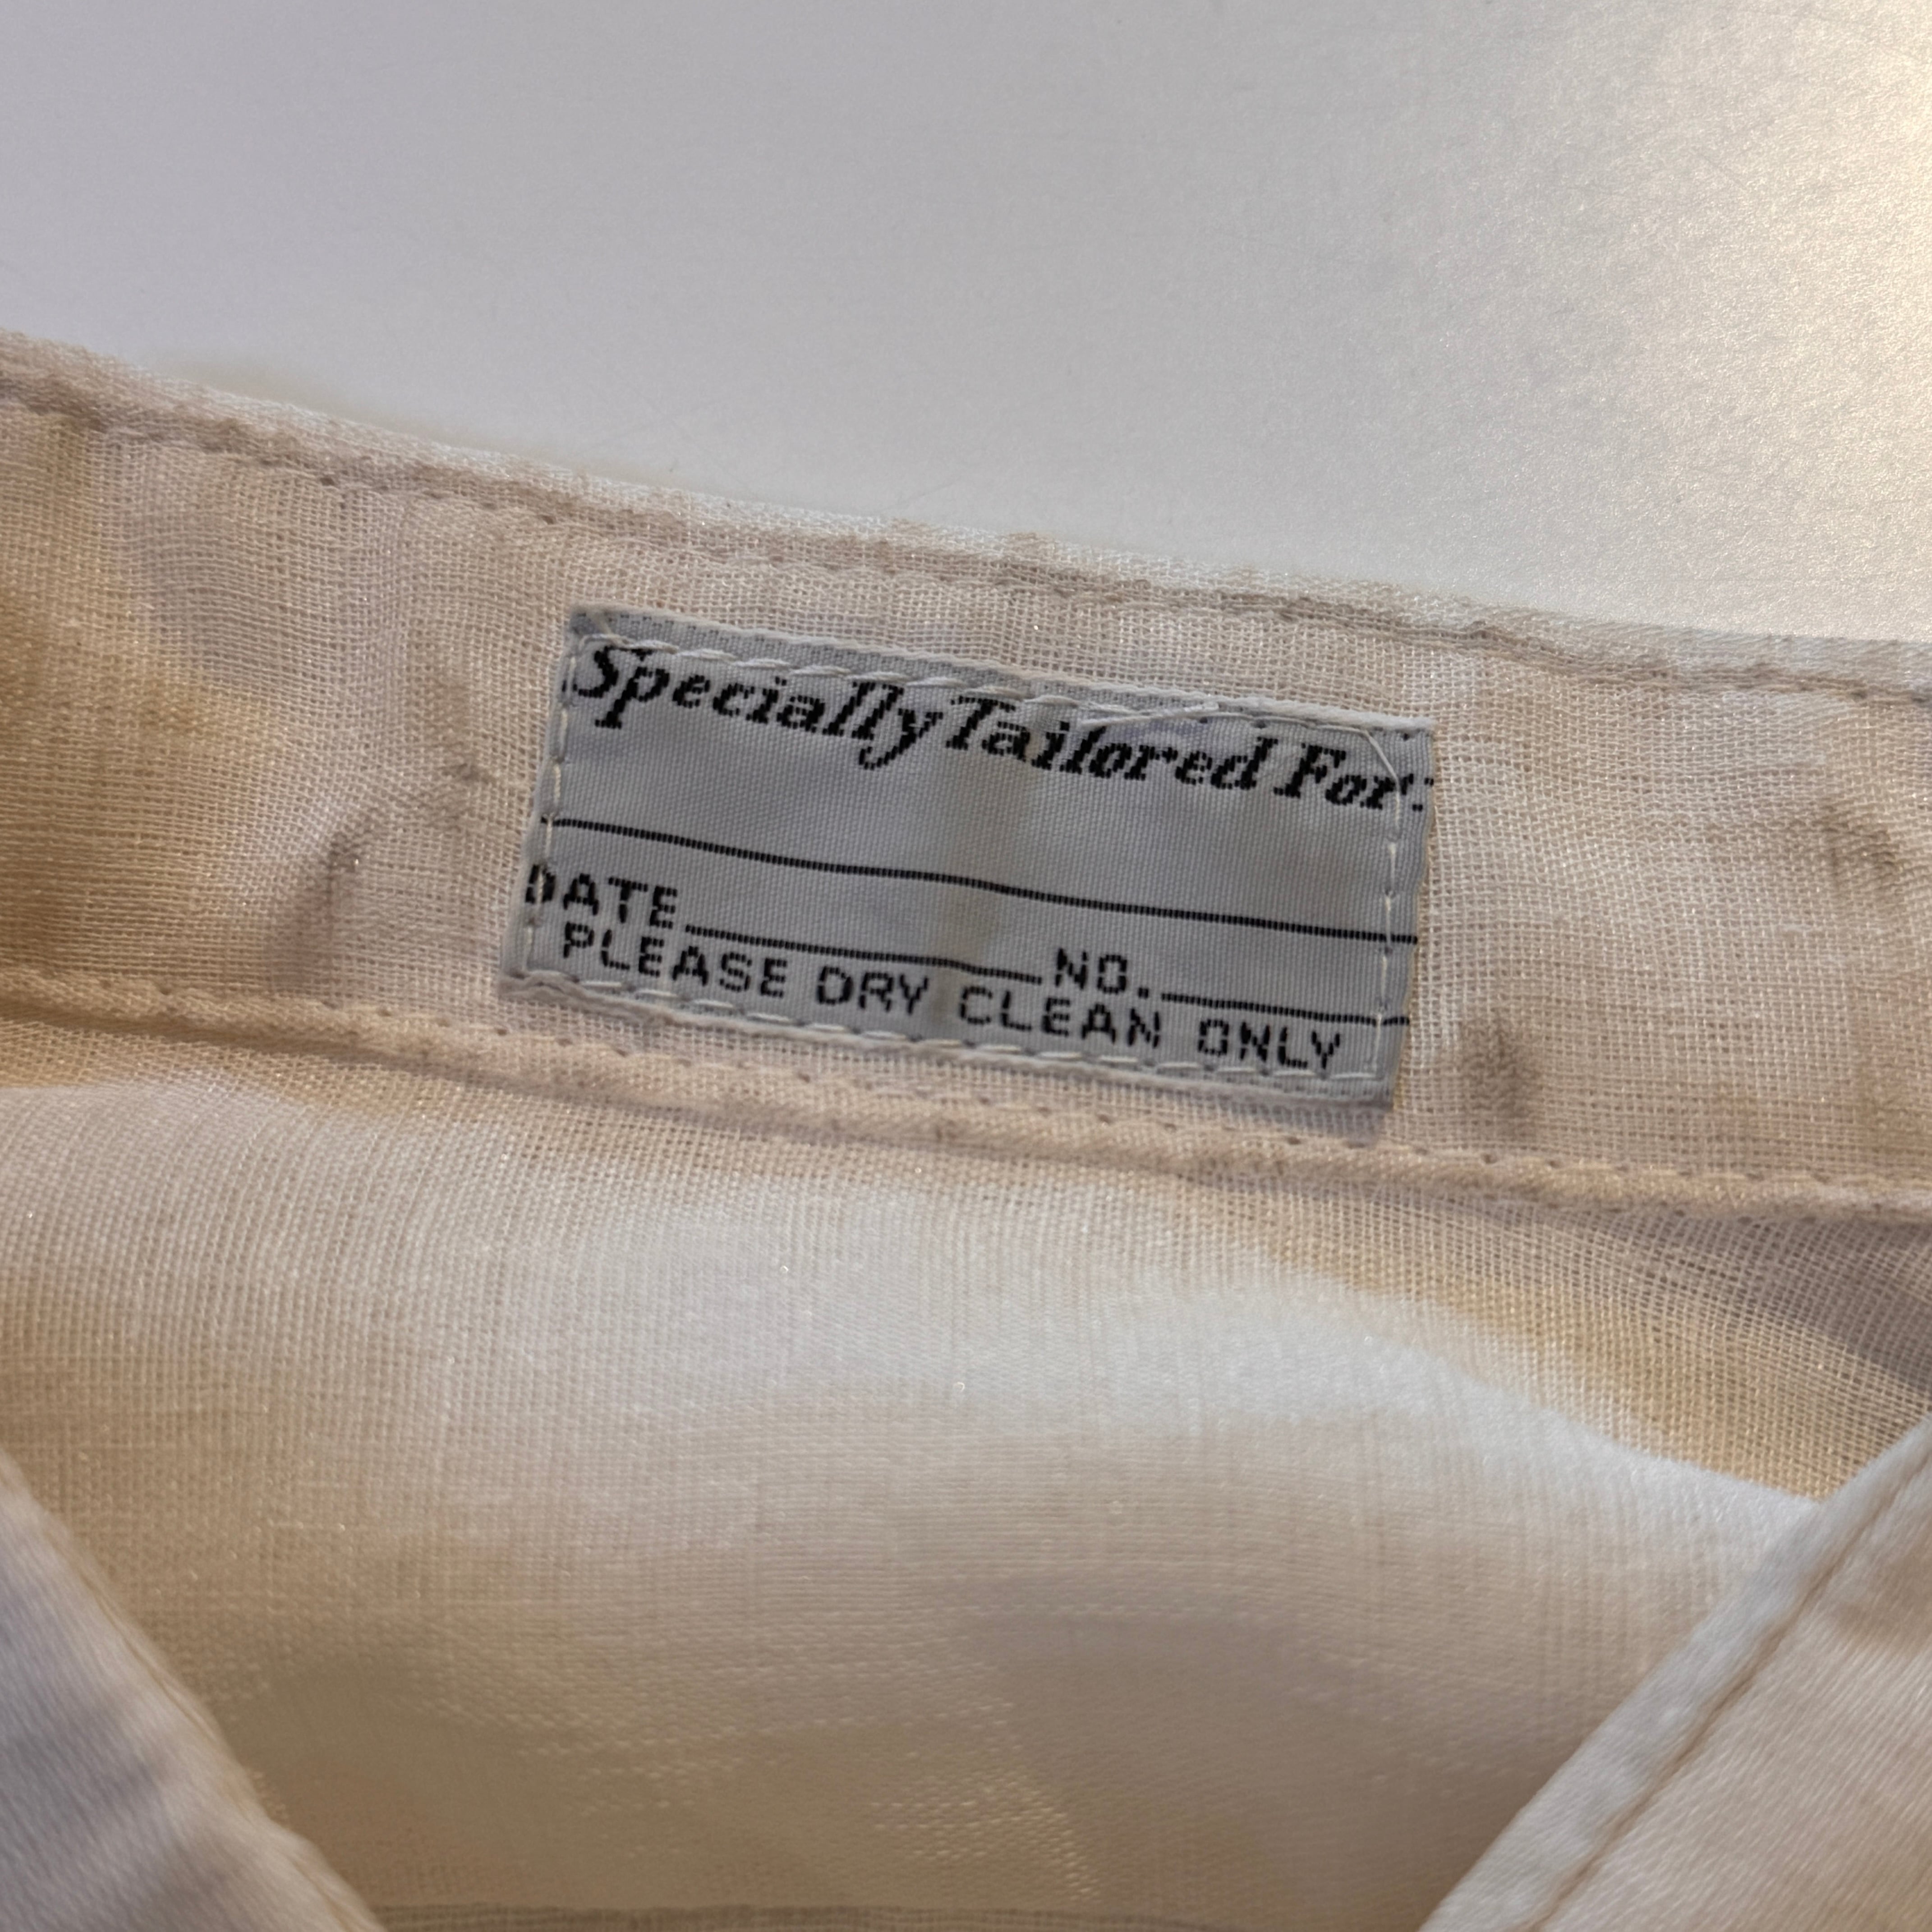 Specially Tailored For:
DATE NO.
PLEASE DRY CLEAN ONLY